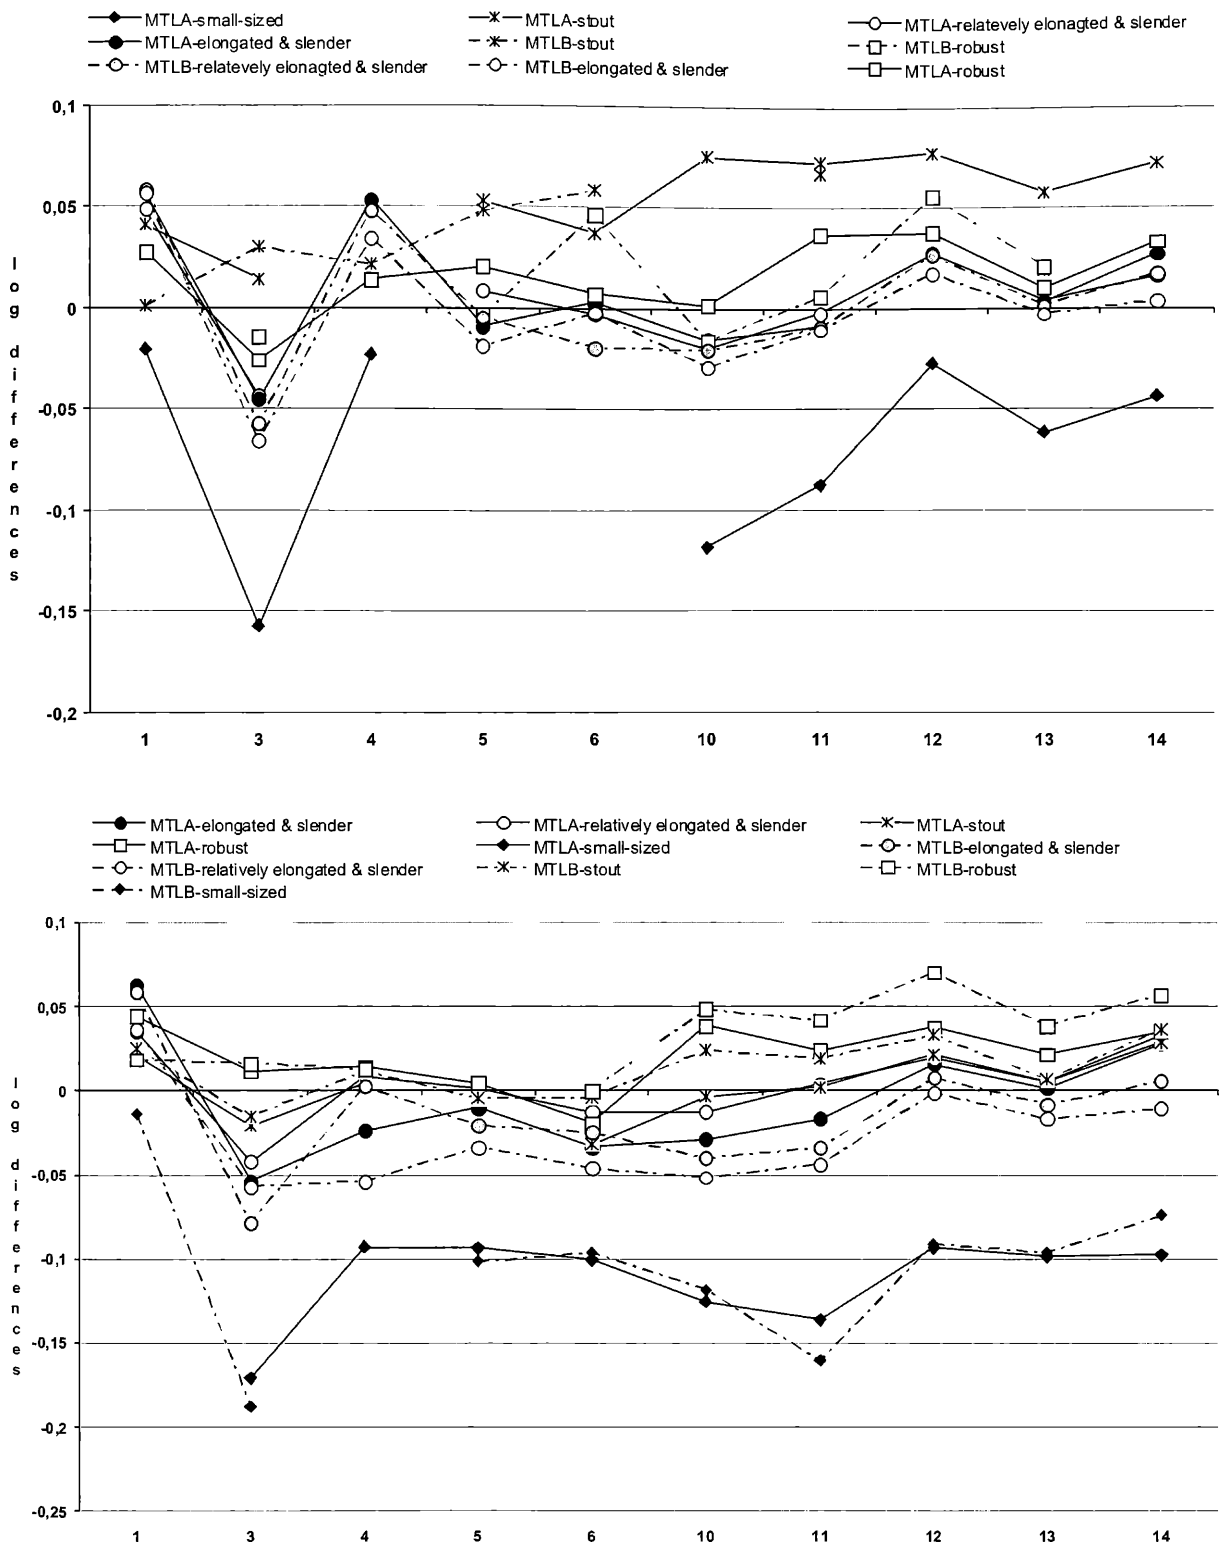 MTLA-small-sized
MTLA-stout
MTLA-relatevely elonagted & slender
MTLA-elongated & slender
MTLB-stout
MTLB-robust
MTLB-relatevely elonagted & slender
MTLB-elongated & slender
MTLA-robust
0,1
0,05
0
-0,05
-0,1
-0,15
-0,2
log differences
1 3 4 5 6 10 11 12 13 14
MTLA-elongated & slender
MTLA-relatively elongated & slender
MTLA-stout
MTLA-robust
MTLA-small-sized
MTLB-elongated & slender
MTLB-relatively elongated & slender
MTLB-stout
MTLB-robust
MTLB-small-sized
0,1
0,05
0
-0,05
-0,1
-0,15
-0,2
-0,25
log differences
1 3 4 5 6 10 11 12 13 14